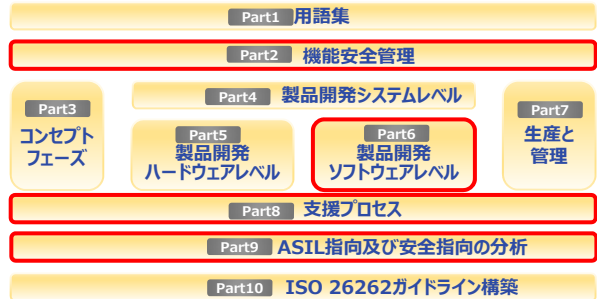 Part1 用語集
Part2 機能安全管理
Part3
コンセプト
フェーズ
Part4 製品開発システムレベル
Part5
製品開発
ハードウェアレベル
Part6
製品開発
ソフトウェアレベル
Part7
生産と
管理
Part8 支援プロセス
Part9 ASIL指向及び安全指向の分析
Part10 ISO 26262ガイドライン構築